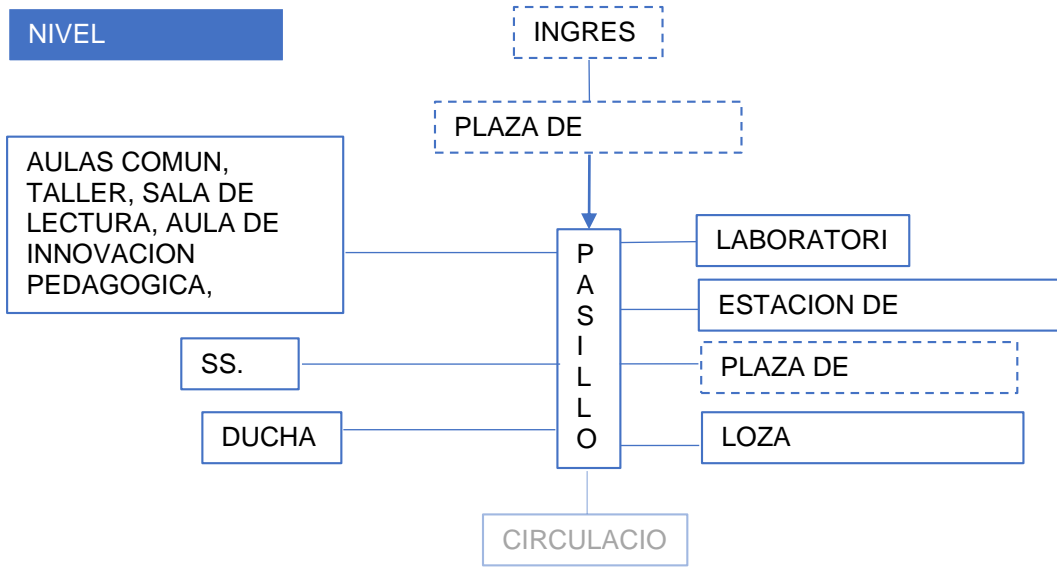 NIVEL
INGRES
PLAZA DE
AULAS COMUN,
TALLER, SALA DE
LECTURA, AULA DE
INNOVACION
PEDAGOGICA,
SS.
DUCHA
P
A
S
I
L
L
L
O
LABORATORI
ESTACION DE
PLAZA DE
LOZA
CIRCULACIO